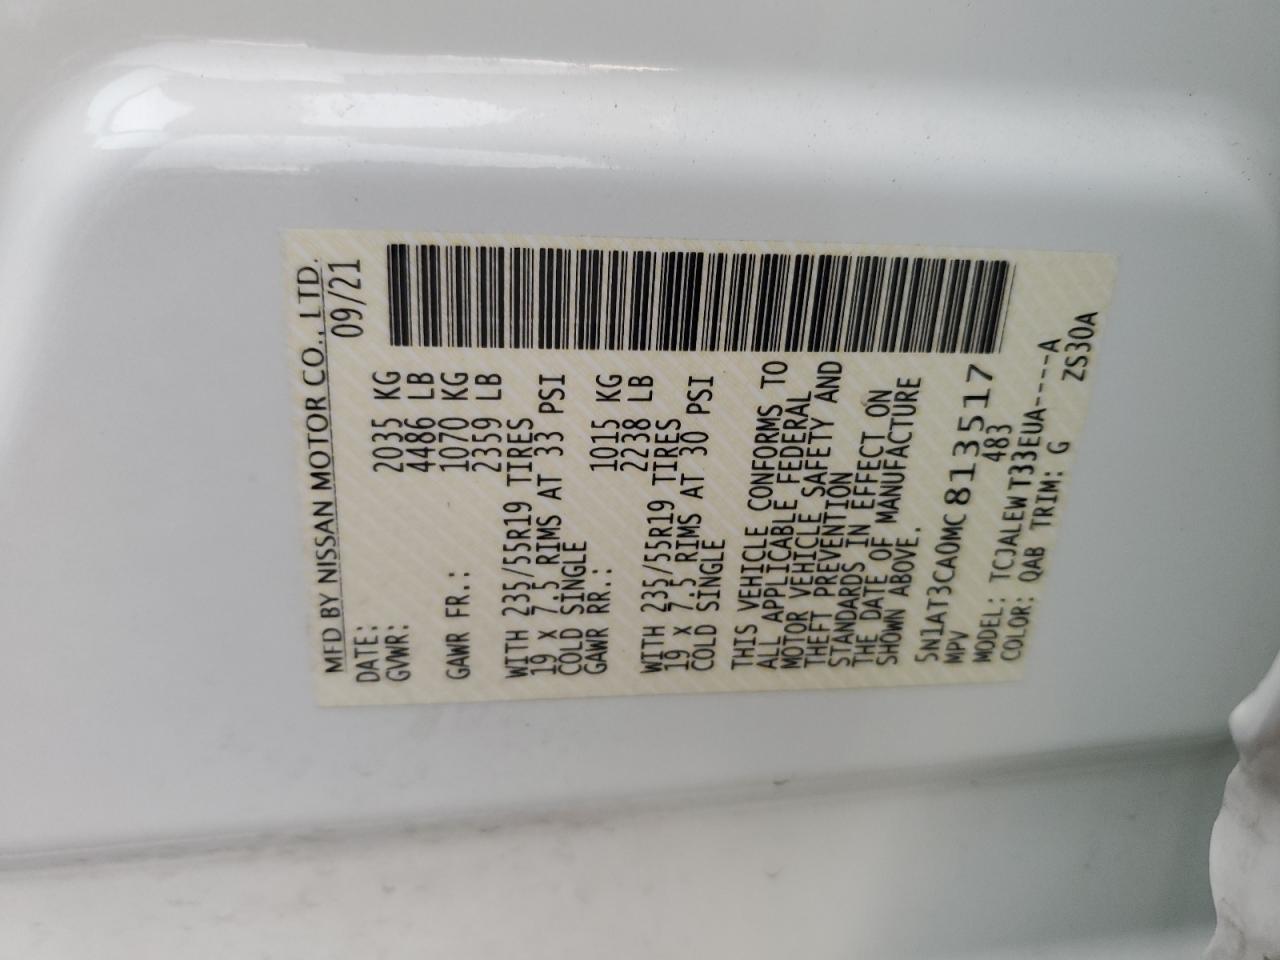 MFD BY NISSAN MOTOR CO., LTD.
DATE: 09/21
GVWR: 2035 KG
4486 LB
GAWR FR.: 1070 KG
2359 LB
WITH 235/55R19 TIRES
19 X 7.5 RIMS AT 33 PSI
COLD SINGLE
GAWR RR.: 1015 KG
2238 LB
WITH 235/55R19 TIRES
19 X 7.5 RIMS AT 30 PSI
COLD SINGLE
THIS VEHICLE CONFORMS TO
ALL APPLICABLE FEDERAL
MOTOR VEHICLE SAFETY AND
THEFT PREVENTION
STANDARDS IN EFFECT ON
THE DATE OF MANUFACTURE
SHOWN ABOVE.
5N1AT3CA0MC813517
MPV 483
MODEL: TCJALEWT33EUA----A
COLOR: QAB TRIM: G ZS30A